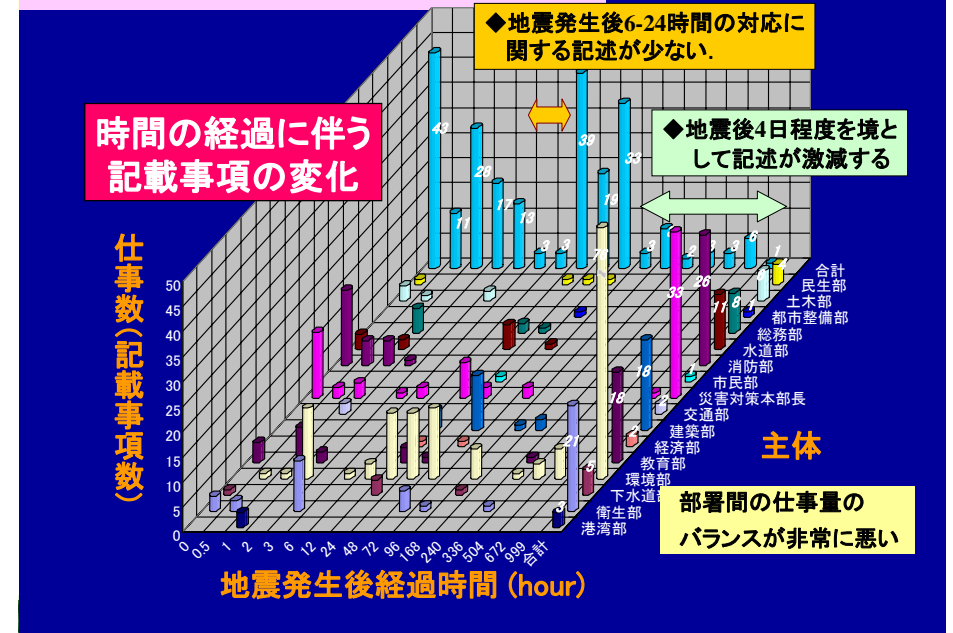 ◆地震発生後6-24時間の対応に
関する記述が少ない.
時間の経過に伴う
記載事項の変化
◆地震後4日程度を境と
して記述が激減する
仕事数(記載事項数)
50
45
40
35
30
25
20
15
10
5
0
43
11
28
17
13
3
3
39
19
33
3
2
3
6
1
70
33
26
11
8
1
18
1
2
18
2
21
5
3
合計
民生部
土木部
都市整備部
総務部
水道部
消防部
市民部
災害対策本部長
交通部
建築部
経済部
教育部
環境部
下水道部
衛生部
港湾部
主体
部署間の仕事量の
バランスが非常に悪い
0
0.5
1
2
3
6
12
24
48
72
96
168
240
336
504
672
999
合計
地震発生後経過時間 (hour)